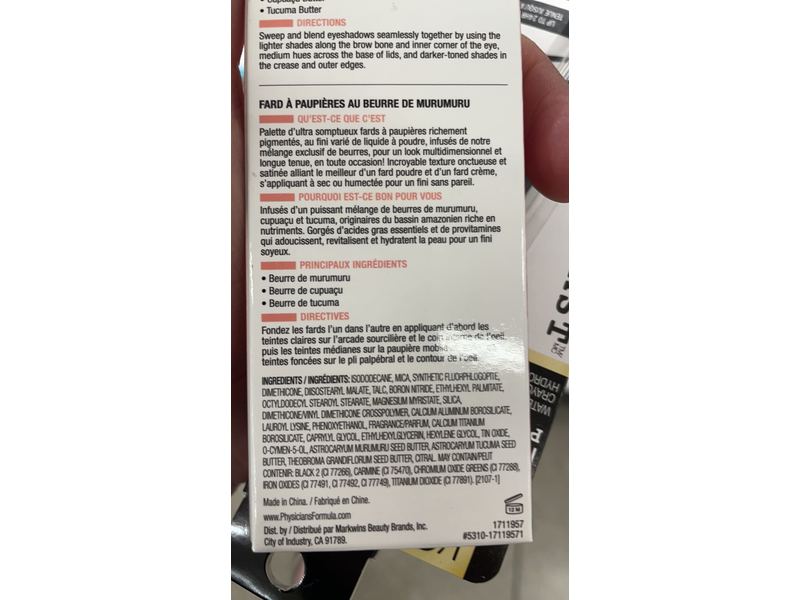 • Cupuaçu Butter
• Tucuma Butter
DIRECTIONS
Sweep and blend eyeshadows seamlessly together by using the
lighter shades along the brow bone and inner corner of the eye,
medium hues across the base of lids, and darker-toned shades in
the crease and outer edges.
FARD À PAUPIÈRES AU BEURRE DE MURUMURU
QU'EST-CE QUE C'EST
Palette d'ultra somptueux fards à paupières richement
pigmentés, au fini varié de liquide à poudre, infusés de notre
mélange exclusif de beurres, pour un look multidimensionnel et
longue tenue, en toute occasion! Incroyable texture onctueuse et
satinée alliant le meilleur d'un fard poudre et d'un fard crème,
s'appliquant à sec ou humectée pour un fini sans pareil.
POURQUOI EST-CE BON POUR VOUS
Infusés d'un puissant mélange de beurres de murumuru,
cupuaçu et tucuma, originaires du bassin amazonien riche en
nutriments. Gorgés d'acides gras essentiels et de provitamines
qui adoucissent, revitalisent et hydratent la peau pour un fini
soyeux.
PRINCIPAUX INGRÉDIENTS
• Beurre de murumuru
• Beurre de cupuaçu
• Beurre de tucuma
DIRECTIVES
Fondez les fards l'un dans l'autre en appliquant d'abord les
teintes claires sur l'arcade sourcilière et le coin interne de l'oeil,
puis les teintes médianes sur la paupière mobile
teintes foncées sur le pli palpébral et le contour de l'oeil.
INGREDIENTS / INGRÉDIENTS: ISODODECANE, MICA, SYNTHETIC FLUORPHLOGOPITE,
DIMETHICONE, DIISOSTEARYL MALATE, TALC, BORON NITRIDE, ETHYLHEXYL PALMITATE,
OCTYLDODECYL STEAROYL STEARATE, MAGNESIUM MYRISTATE, SILICA,
DIMETHICONE/VINYL DIMETHICONE CROSSPOLYMER, CALCIUM ALUMINUM BOROSILICATE,
LAUROYL LYSINE, PHENOXYETHANOL, FRAGRANCE/PARFUM, CALCIUM TITANIUM
BOROSILICATE, CAPRYLYL GLYCOL, ETHYLHEXYLGLYCERIN, HEXYLENE GLYCOL, TIN OXIDE,
O-CYMEN-5-OL, ASTROCARYUM MURUMURU SEED BUTTER, ASTROCARYUM TUCUMA SEED
BUTTER, THEOBROMA GRANDIFLORUM SEED BUTTER, CITRAL. MAY CONTAIN/PEUT
CONTENIR: BLACK 2 (CI 77266), CARMINE (CI 75470), CHROMIUM OXIDE GREENS (CI 77288),
IRON OXIDES (CI 77491, CI 77492, CI 77749), TITANIUM DIOXIDE (CI 77891). [2107-1]
Made in China. / Fabriqué en Chine.
www.PhysiciansFormula.com
Dist. by / Distribué par Markwins Beauty Brands, Inc.
City of Industry, CA 91789.
12 M
1711957
#5310-17119571
UP TO 24HR
TENUE JUSQU'À